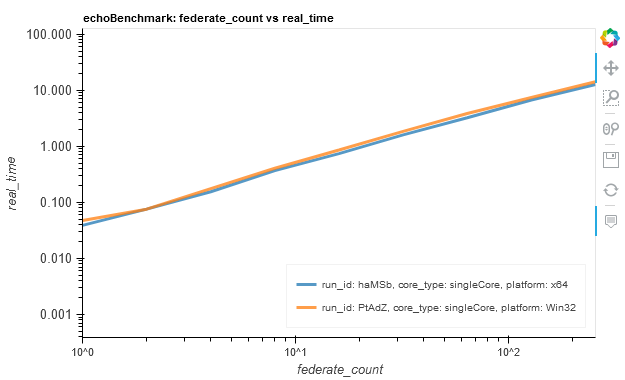 echoBenchmark: federate_count vs real_time
100.000
10.000
1.000
0.100
0.010
0.001
real_time
run_id: haMSb, core_type: singleCore, platform: x64
run_id: PtAdZ, core_type: singleCore, platform: Win32
10^0
10^1
10^2
federate_count